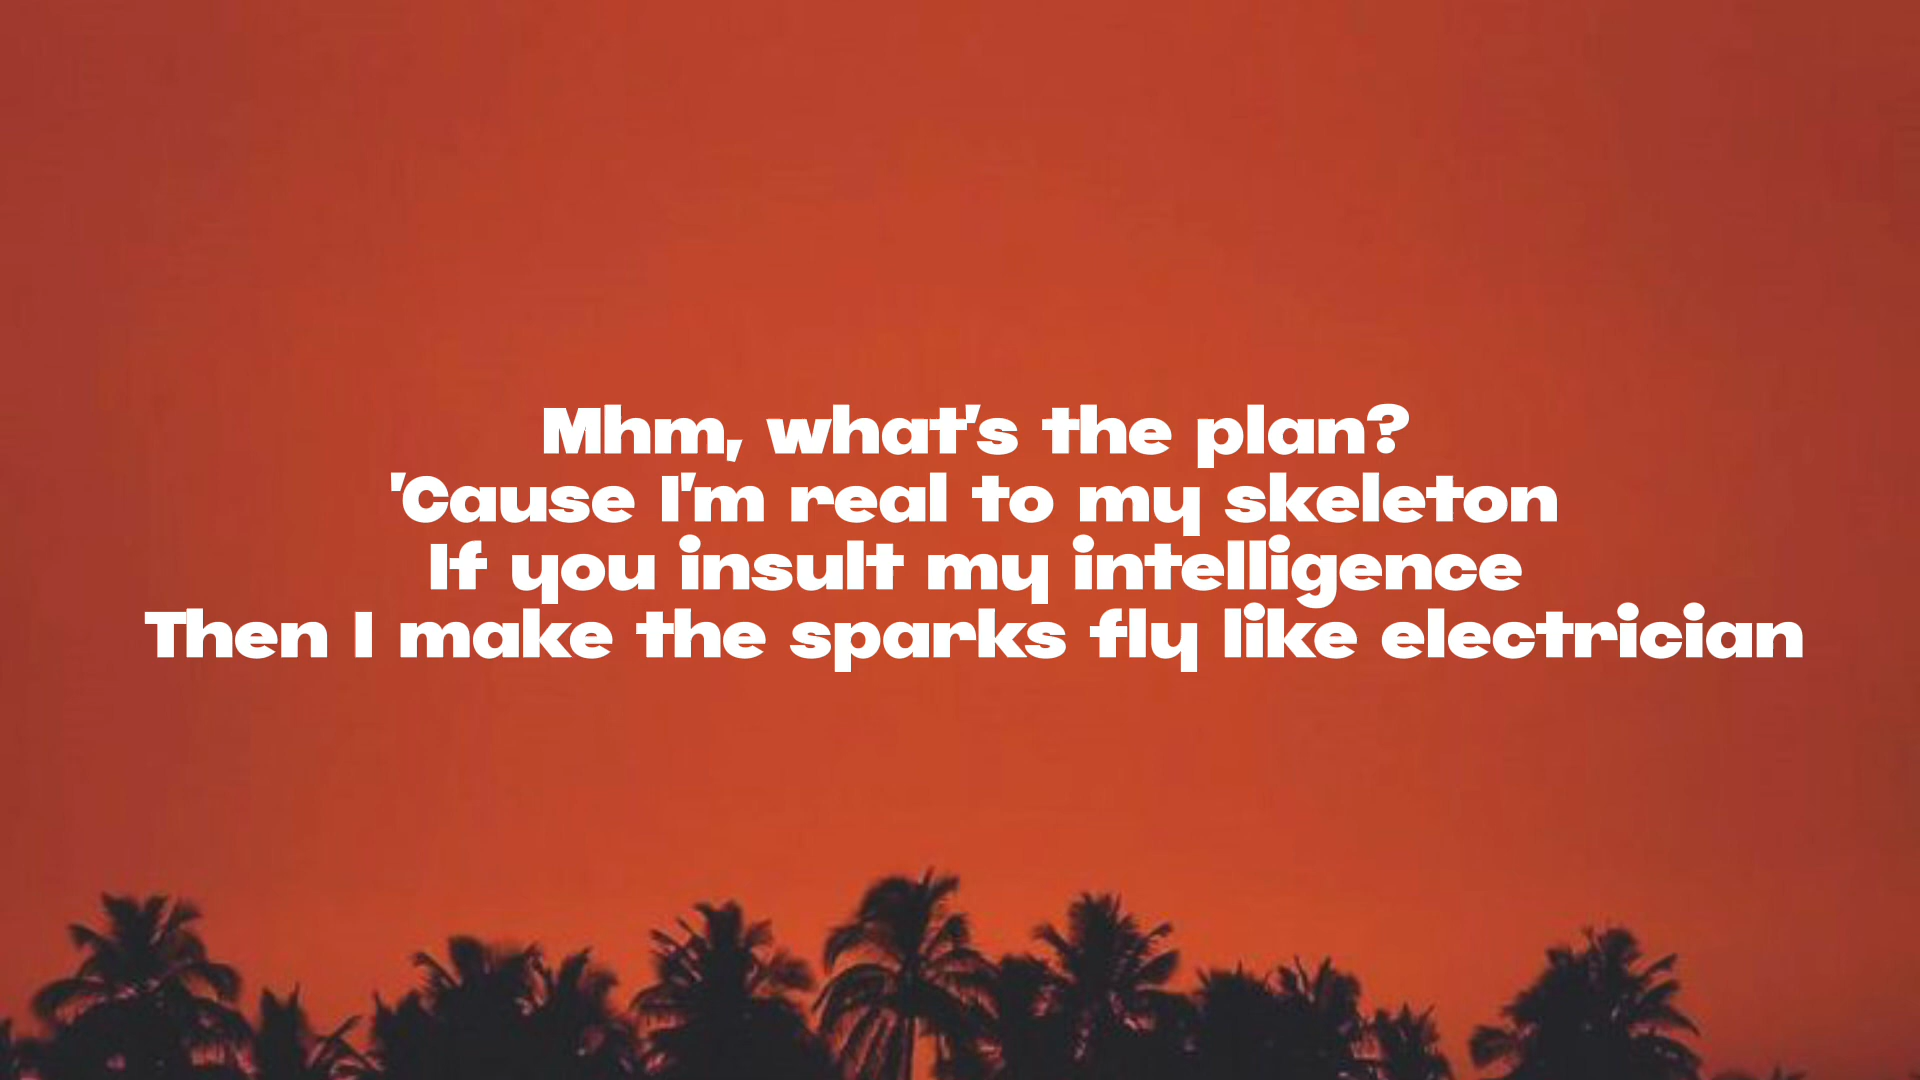 Mhm, what's the plan?
'Cause I'm real to my skeleton
If you insult my intelligence
Then I make the sparks fly like electrician